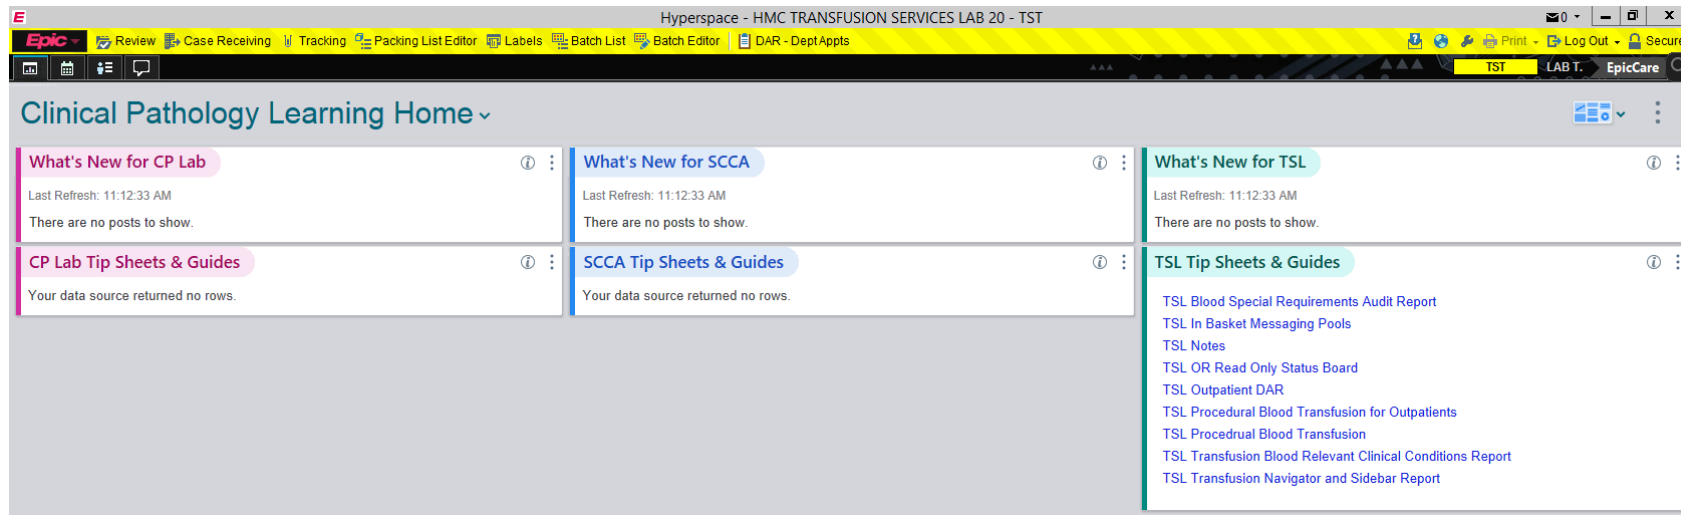 E Hyperspace - HMC TRANSFUSION SERVICES LAB 20 - TST 0 X
Epic Review Case Receiving Tracking Packing List Editor Labels Batch List Batch Editor DAR - Dept Appts Print Log Out Secure
TST LAB T. EpicCare
Clinical Pathology Learning Home
What's New for CP Lab
Last Refresh: 11:12:33 AM
There are no posts to show.
What's New for SCCA
Last Refresh: 11:12:33 AM
There are no posts to show.
What's New for TSL
Last Refresh: 11:12:33 AM
There are no posts to show.
CP Lab Tip Sheets & Guides
Your data source returned no rows.
SCCA Tip Sheets & Guides
Your data source returned no rows.
TSL Tip Sheets & Guides
TSL Blood Special Requirements Audit Report
TSL In Basket Messaging Pools
TSL Notes
TSL OR Read Only Status Board
TSL Outpatient DAR
TSL Procedural Blood Transfusion for Outpatients
TSL Procedrual Blood Transfusion
TSL Transfusion Blood Relevant Clinical Conditions Report
TSL Transfusion Navigator and Sidebar Report